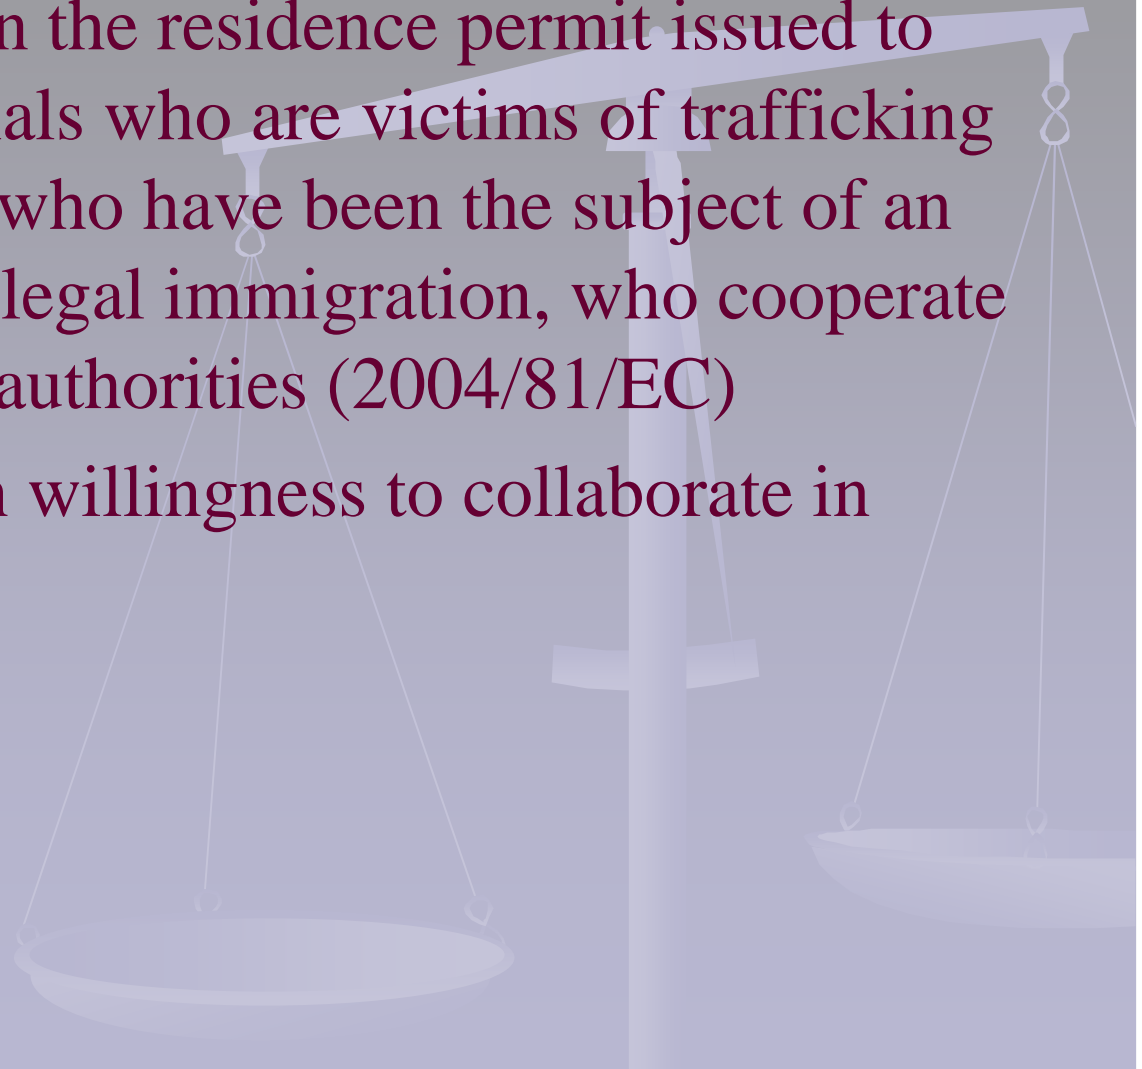 n the residence permit issued to
als who are victims of trafficking
who have been the subject of an
legal immigration, who cooperate
authorities (2004/81/EC)
willingness to collaborate in